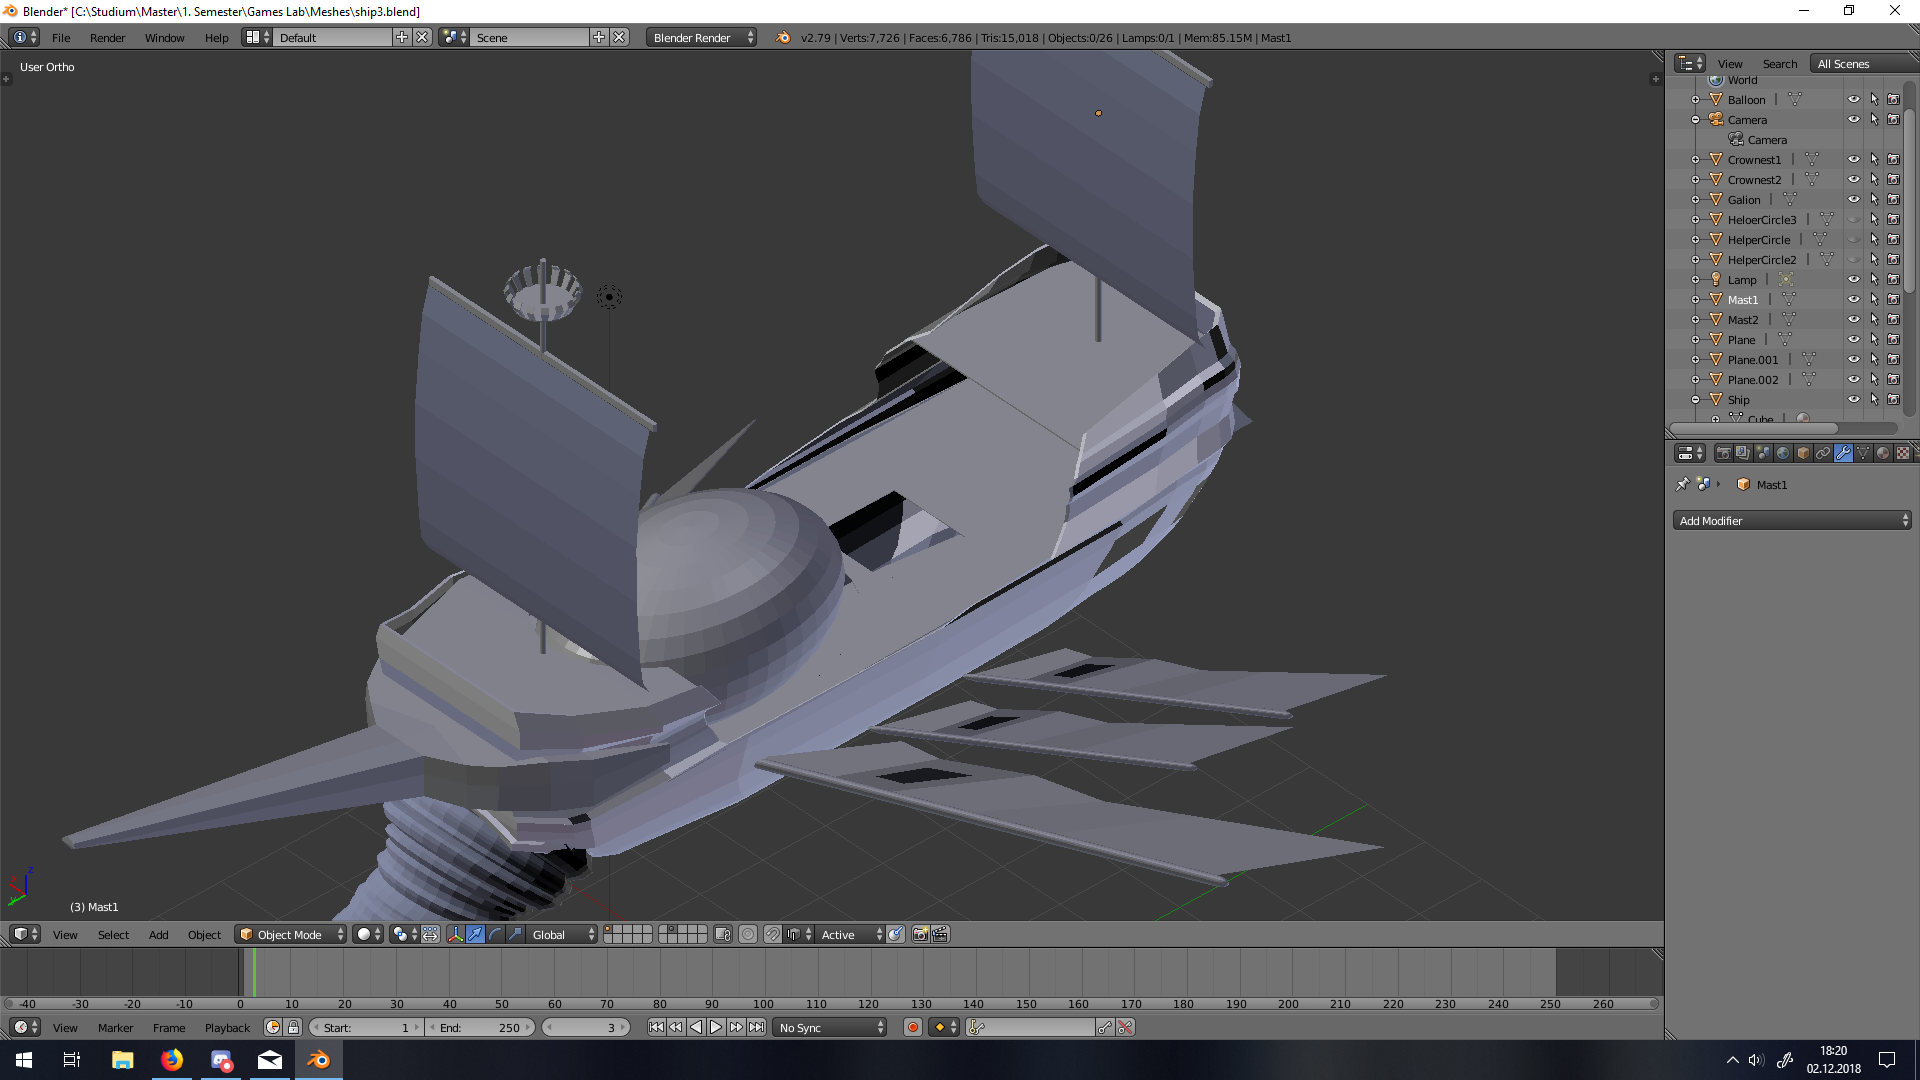 Blender* [C:\Studium\Master\1. Semester\Games Lab\Meshes\ship3.blend]
File Render Window Help Default Scene Blender Render v2.79 | Verts:7,726 | Faces:6,786 | Tris:15,018 | Objects:0/26 | Lamps:0/1 | Mem:85.15M | Mast1
User Ortho
View Search All Scenes
World
Balloon
Camera
Camera
Crownest1
Crownest2
Galion
HeloerCircle3
HelperCircle
HelperCircle2
Lamp
Mast1
Mast2
Plane
Plane.001
Plane.002
Ship
Cube
Mast1
Add Modifier
z
(3) Mast1
View Select Add Object Object Mode Global Active
-40 -30 -20 -10 0 10 20 30 40 50 60 70 80 90 100 110 120 130 140 150 160 170 180 190 200 210 220 230 240 250 260
View Marker Frame Playback Start: 1 End: 250 3 No Sync
18:20
02.12.2018